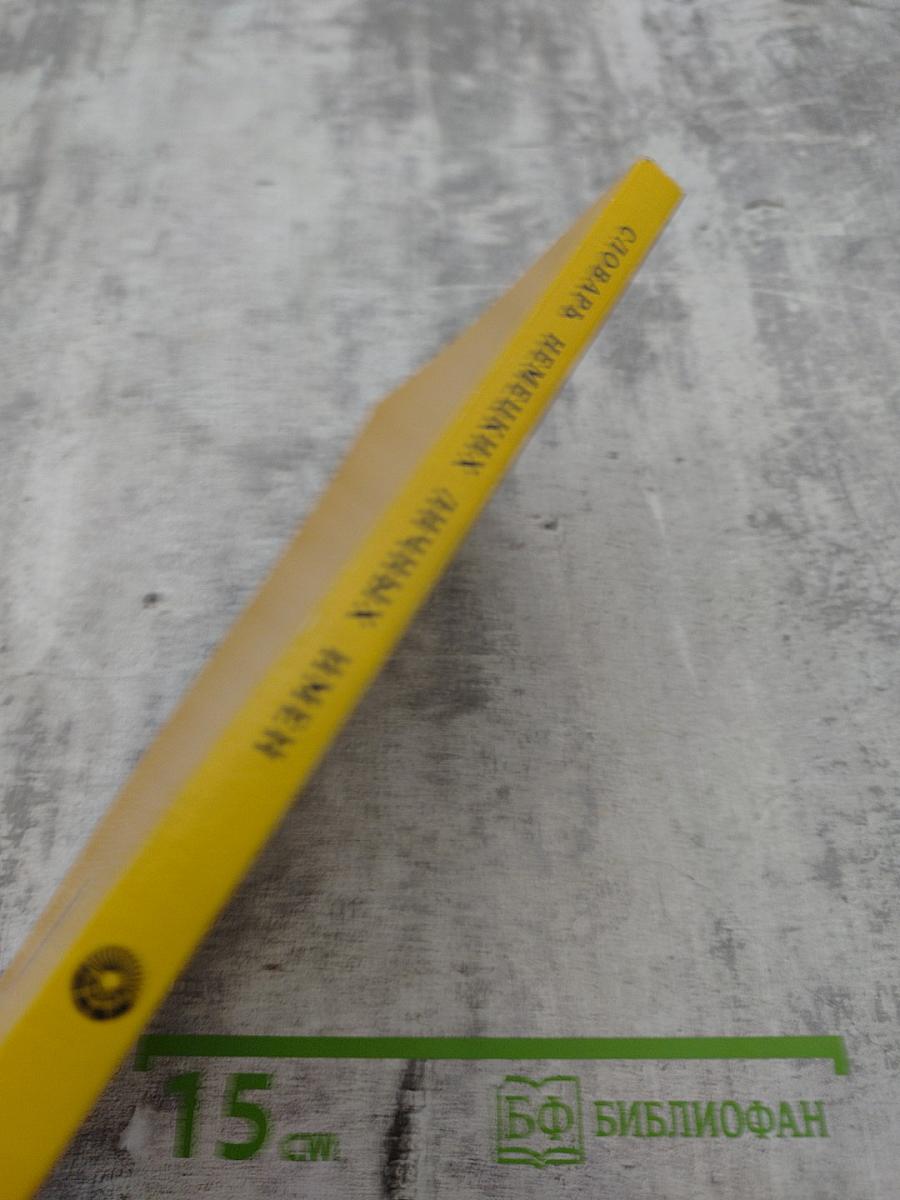 СЛОВАРЬ НЕМЕЦКИХ ЛИЧНЫХ ИМЕН
15 см
БФ БИБЛИОФАН